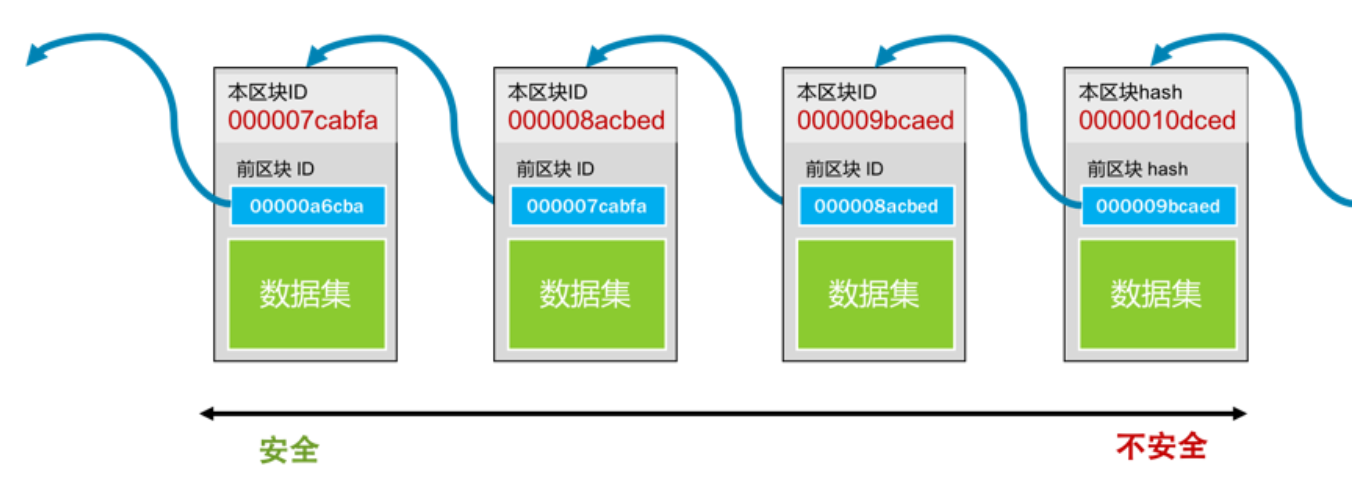 本区块ID
000007cabfa
前区块 ID
00000a6cba
数据集
本区块ID
000008acbed
前区块 ID
000007cabfa
数据集
本区块ID
000009bcaed
前区块 ID
000008acbed
数据集
本区块hash
0000010dced
前区块 hash
000009bcaed
数据集
安全
不安全